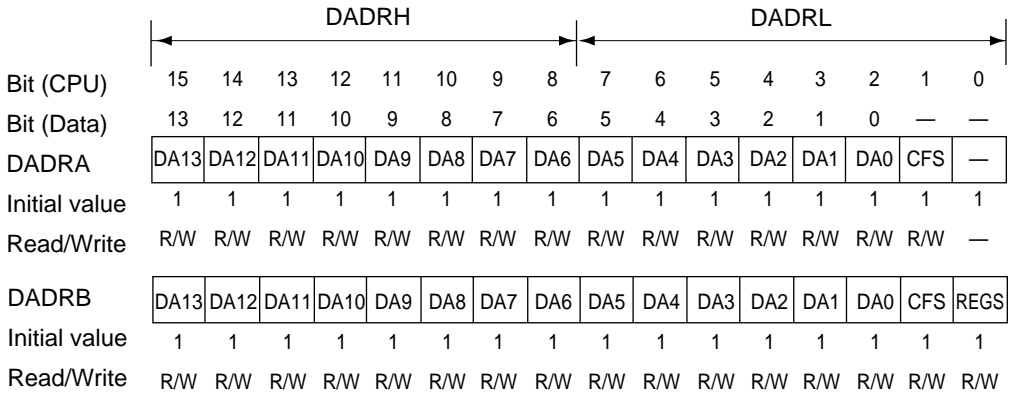 DADRH DADRL
Bit (CPU) 15 14 13 12 11 10 9 8 7 6 5 4 3 2 1 0
Bit (Data) 13 12 11 10 9 8 7 6 5 4 3 2 1 0 — —
DADRA DA13 DA12 DA11 DA10 DA9 DA8 DA7 DA6 DA5 DA4 DA3 DA2 DA1 DA0 CFS —
Initial value 1 1 1 1 1 1 1 1 1 1 1 1 1 1 1 1
Read/Write R/W R/W R/W R/W R/W R/W R/W R/W R/W R/W R/W R/W R/W R/W R/W —
DADRB DA13 DA12 DA11 DA10 DA9 DA8 DA7 DA6 DA5 DA4 DA3 DA2 DA1 DA0 CFS REGS
Initial value 1 1 1 1 1 1 1 1 1 1 1 1 1 1 1 1
Read/Write R/W R/W R/W R/W R/W R/W R/W R/W R/W R/W R/W R/W R/W R/W R/W R/W